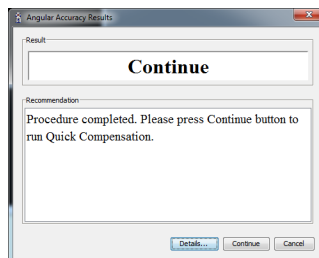 Angular Accuracy Results
Result
Continue
Recommendation
Procedure completed. Please press Continue button to
run Quick Compensation.
Details... Continue Cancel